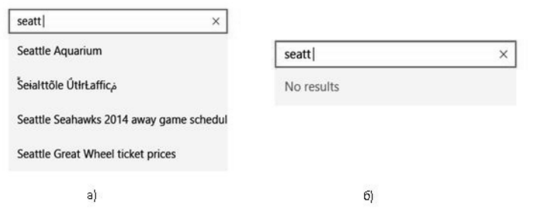 seatt
Seattle Aquarium
Seattle Seahawks 2014 away game schedul
Seattle Great Wheel ticket prices
а)
seatt
No results
б)